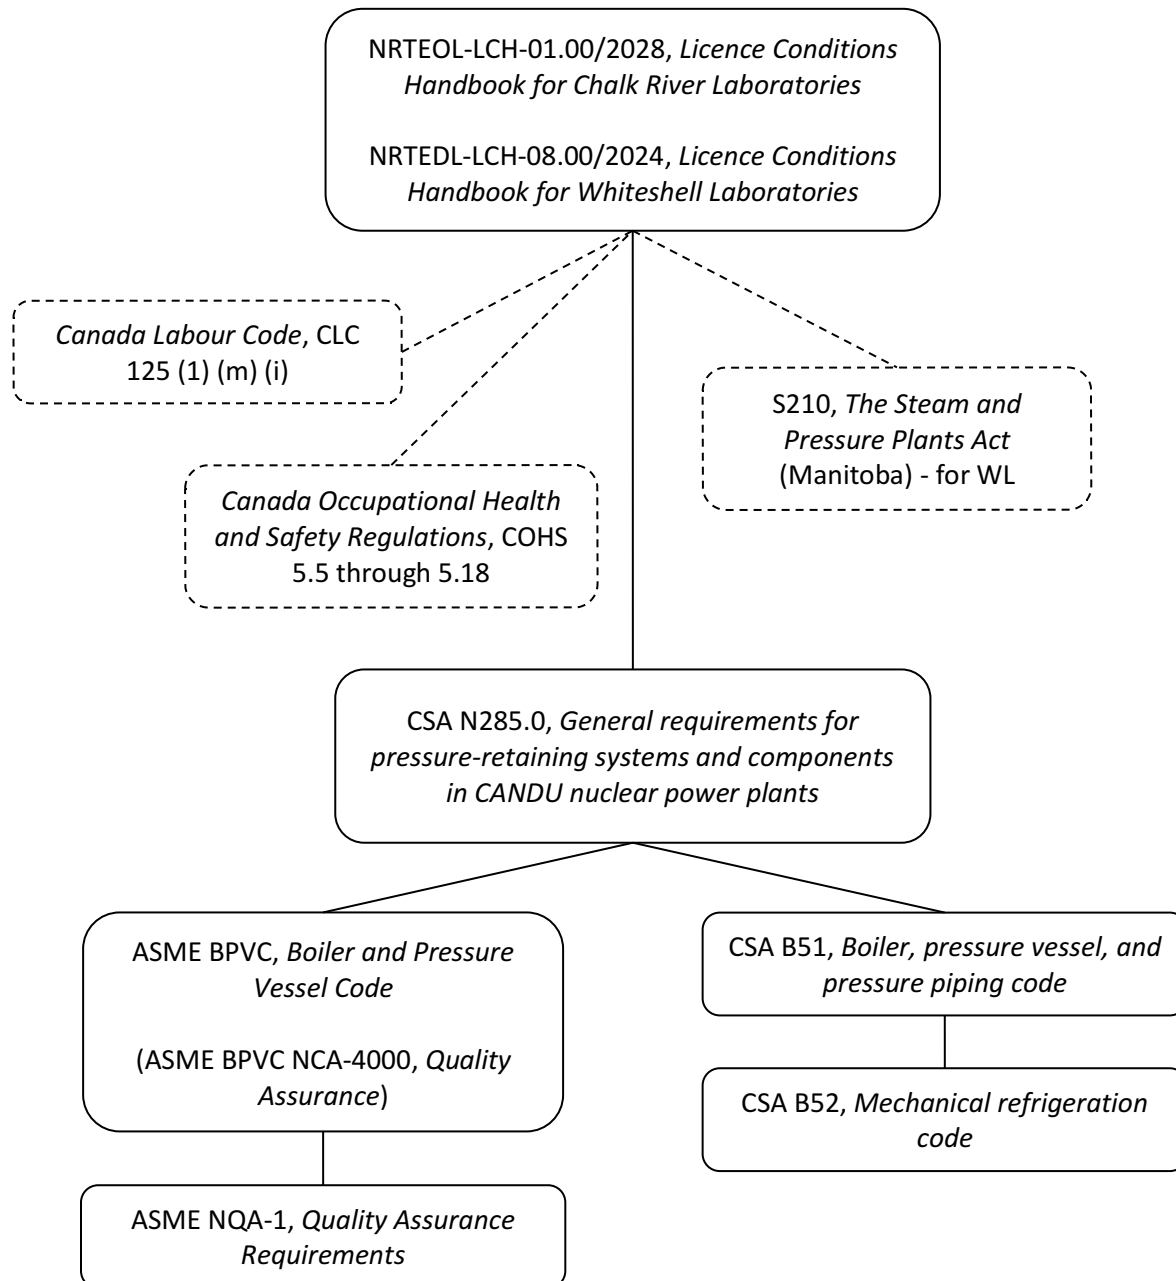 NRTEOL-LCH-01.00/2028, Licence Conditions
Handbook for Chalk River Laboratories
NRTEDL-LCH-08.00/2024, Licence Conditions
Handbook for Whiteshell Laboratories
Canada Labour Code, CLC
125 (1) (m) (i)
S210, The Steam and
Pressure Plants Act
(Manitoba) - for WL
Canada Occupational Health
and Safety Regulations, COHS
5.5 through 5.18
CSA N285.0, General requirements for
pressure-retaining systems and components
in CANDU nuclear power plants
ASME BPVC, Boiler and Pressure
Vessel Code
(ASME BPVC NCA-4000, Quality
Assurance)
CSA B51, Boiler, pressure vessel, and
pressure piping code
CSA B52, Mechanical refrigeration
code
ASME NQA-1, Quality Assurance
Requirements